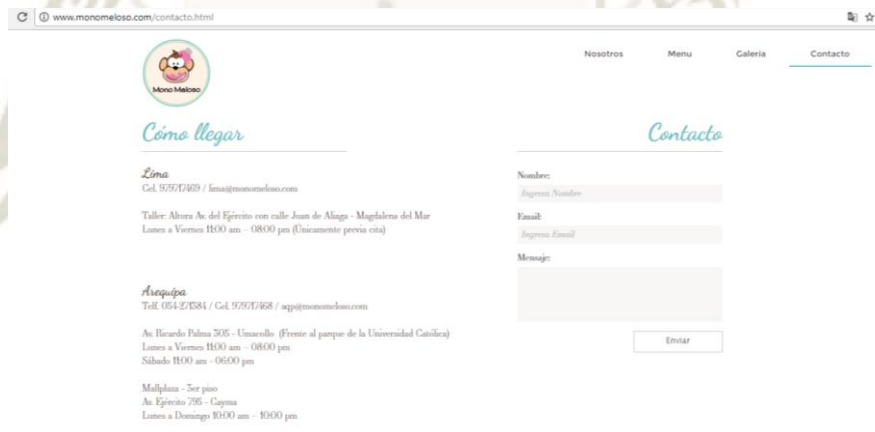 www.monomeloso.com/contacto.html
Mono Meloso
Nosotros Menu Galería Contacto
Cómo llegar
Lima
Cel. 979717469 / lima@monomeloso.com
Taller: Altura Av. del Ejército con calle Juan de Aliaga - Magdalena del Mar
Lunes a Viernes 11:00 am – 08:00 pm (Únicamente previa cita)
Arequipa
Telf. 054-271384 / Cel. 979717468 / aqp@monomeloso.com
Av. Ricardo Palma 305 - Umacollo (Frente al parque de la Universidad Católica)
Lunes a Viernes 11:00 am – 08:00 pm
Sábado 11:00 am - 06:00 pm
Mallplaza - 3er piso
Av. Ejército 793 - Cayma
Lunes a Domingo 10:00 am – 10:00 pm
Contacto
Nombre:
Ingresa Nombre
Email:
Ingresa Email
Mensaje:
Enviar